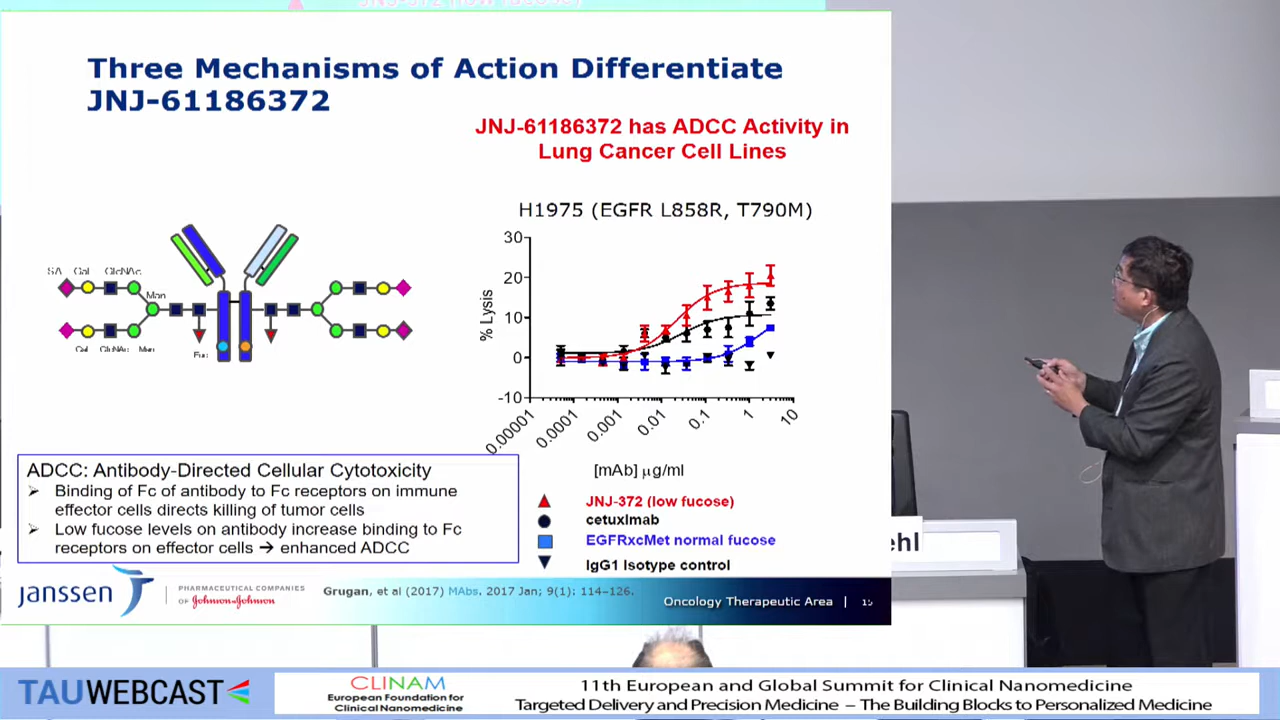 Three Mechanisms of Action Differentiate
JNJ-61186372
JNJ-61186372 has ADCC Activity in
Lung Cancer Cell Lines
H1975 (EGFR L858R, T790M)
SA Gal GlcNAc
Man
Gal GlcNAc Man
Fuc
% Lysis
30
20
10
0
-10
0.00001
0.0001
0.001
0.01
0.1
1
10
[mAb] µg/ml
JNJ-372 (low fucose)
cetuximab
EGFRxcMet normal fucose
IgG1 isotype control
ADCC: Antibody-Directed Cellular Cytotoxicity
➢ Binding of Fc of antibody to Fc receptors on immune
effector cells directs killing of tumor cells
➢ Low fucose levels on antibody increase binding to Fc
receptors on effector cells → enhanced ADCC
janssen
PHARMACEUTICAL COMPANIES
OF Johnson & Johnson
Grugan, et al (2017) MAbs. 2017 Jan; 9(1): 114–126.
Oncology Therapeutic Area | 15
ehl
TAUWEBCAST
CLINAM
European Foundation for
Clinical Nanomedicine
11th European and Global Summit for Clinical Nanomedicine
Targeted Delivery and Precision Medicine – The Building Blocks to Personalized Medicine